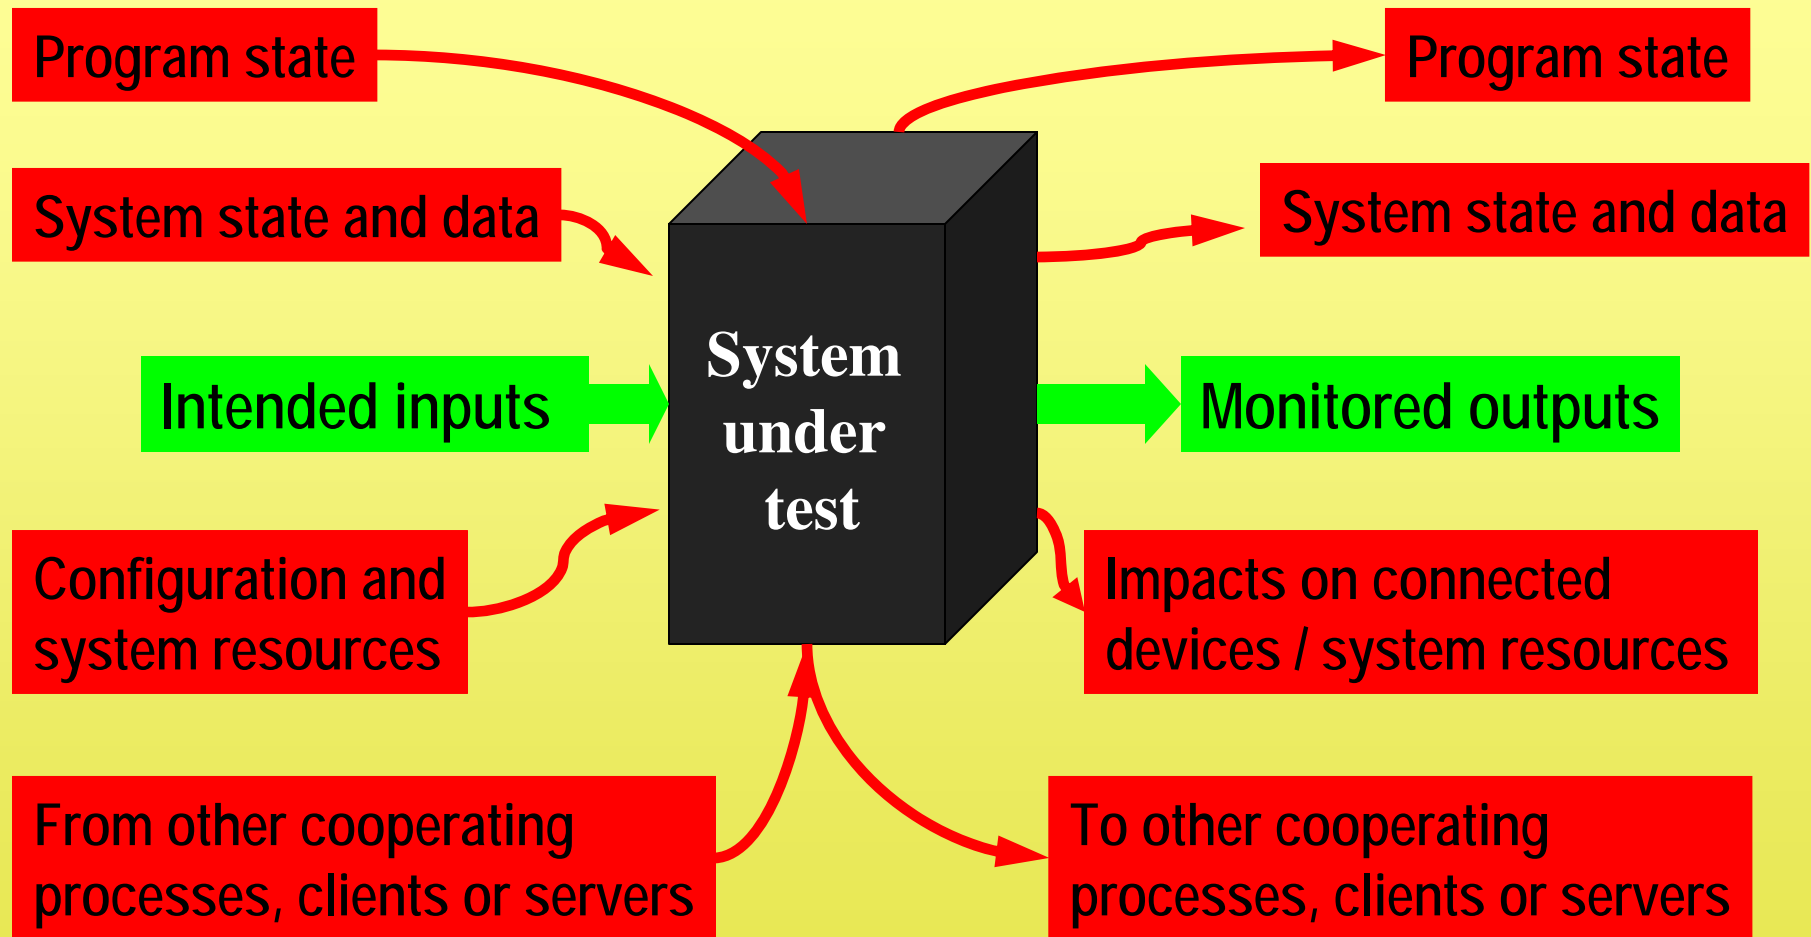 Program state
Program state
System state and data
System state and data
System
under
test
Intended inputs
Monitored outputs
Configuration and
system resources
Impacts on connected
devices / system resources
From other cooperating
processes, clients or servers
To other cooperating
processes, clients or servers